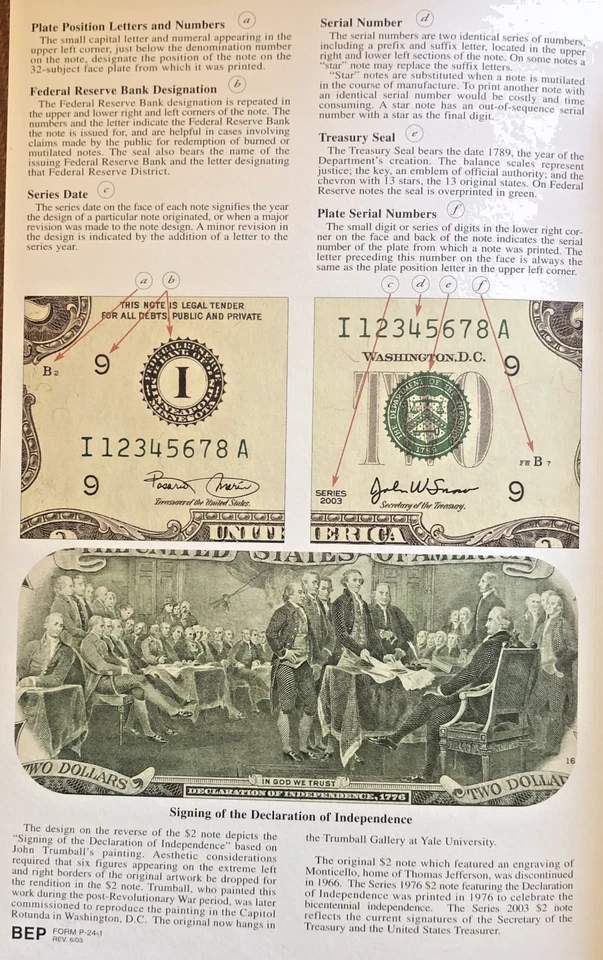 Plate Position Letters and Numbers a
The small capital letter and numeral appearing in the
upper left corner, just below the denomination number
on the note, designate the position of the note on the
32-subject face plate from which it was printed.
Federal Reserve Bank Designation b
The Federal Reserve Bank designation is repeated in
the upper and lower right and left corners of the note. The
numbers and the letter indicate the Federal Reserve Bank
the note is issued for, and are helpful in cases involving
claims made by the public for redemption of burned or
mutilated notes. The seal also bears the name of the
issuing Federal Reserve Bank and the letter designating
that Federal Reserve District.
Series Date c
The series date on the face of each note signifies the year
the design of a particular note originated, or when a major
revision was made to the note design. A minor revision in
the design is indicated by the addition of a letter to the
series year.
Serial Number d
The serial numbers are two identical series of numbers,
including a prefix and suffix letter, located in the upper
right and lower left sections of the note. On some notes a
"star" note may replace the suffix letters.
"Star" notes are substituted when a note is mutilated
in the course of manufacture. To print another note with
an identical serial number would be costly and time
consuming. A star note has an out-of-sequence serial
number with a star as the final digit.
Treasury Seal e
The Treasury Seal bears the date 1789, the year of the
Department's creation. The balance scales represent
justice; the key, an emblem of official authority; and the
chevron with 13 stars, the 13 original states. On Federal
Reserve notes the seal is overprinted in green.
Plate Serial Numbers f
The small digit or series of digits in the lower right cor-
ner on the face and back of the note indicates the serial
number of the plate from which a note was printed. The
letter preceding this number on the face is always the
same as the plate position letter in the upper left corner.
a b
THIS NOTE IS LEGAL TENDER
FOR ALL DEBTS, PUBLIC AND PRIVATE
B2
9
I
I 12345678 A
9
Rosario Marin
Treasurer of the United States.
UNITE
c d e f
I 12345678 A
WASHINGTON, D.C.
9
TWO
FW B 7
SERIES
2003
John W Snow
Secretary of the Treasury.
9
ERICA
THE UNITED STATES OF AMERICA
16
TWO DOLLARS
IN GOD WE TRUST
DECLARATION OF INDEPENDENCE, 1776
TWO DOLLA
Signing of the Declaration of Independence
The design on the reverse of the $2 note depicts the
"Signing of the Declaration of Independence" based on
John Trumball's painting. Aesthetic considerations
required that six figures appearing on the extreme left
and right borders of the original artwork be dropped for
the rendition in the $2 note. Trumball, who painted this
work during the post-Revolutionary War period, was later
commissioned to reproduce the painting in the Capitol
Rotunda in Washington, D.C. The original now hangs in
the Trumball Gallery at Yale University.
The original $2 note which featured an engraving of
Monticello, home of Thomas Jefferson, was discontinued
in 1966. The Series 1976 $2 note featuring the Declaration
of Independence was printed in 1976 to celebrate the
bicentennial independence. The Series 2003 $2 note
reflects the current signatures of the Secretary of the
Treasury and the United States Treasurer.
BEP FORM P-24-1
REV. 6/03